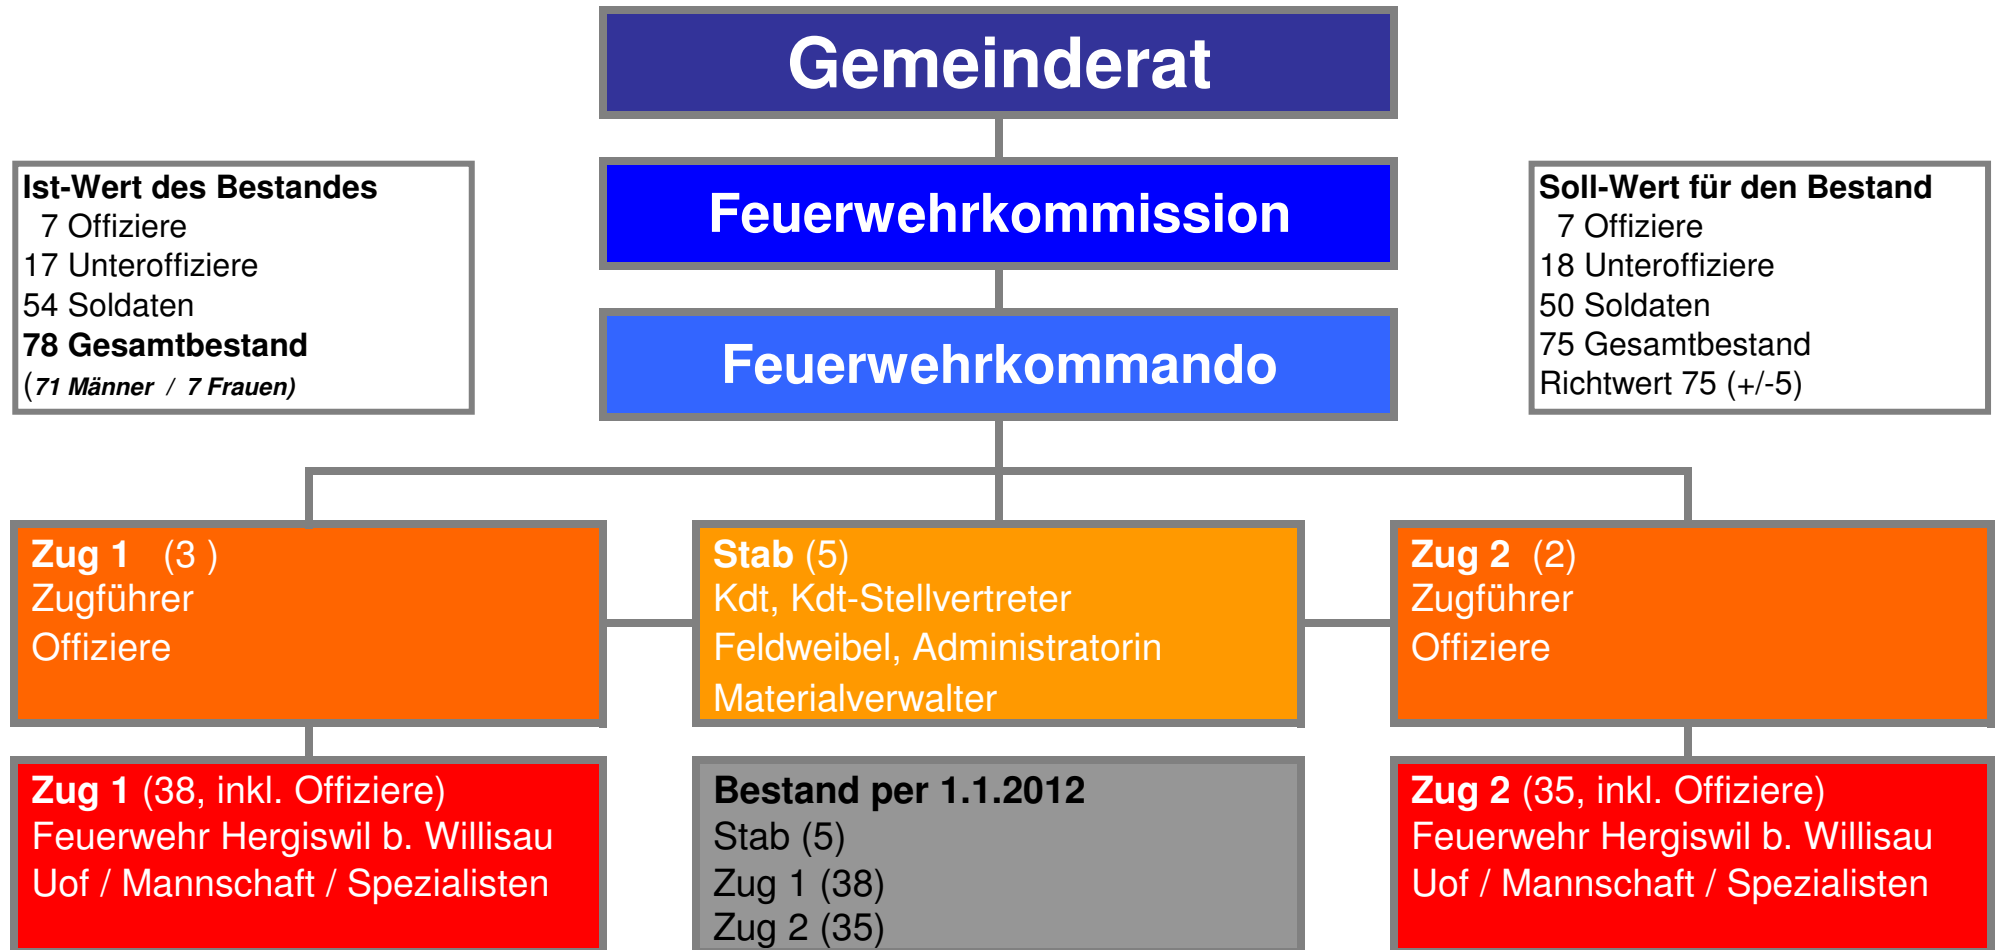 Gemeinderat
Feuerwehrkommission
Feuerwehrkommando
Ist-Wert des Bestandes
7 Offiziere
17 Unteroffiziere
54 Soldaten
78 Gesamtbestand
(71 Männer / 7 Frauen)
Soll-Wert für den Bestand
7 Offiziere
18 Unteroffiziere
50 Soldaten
75 Gesamtbestand
Richtwert 75 (+/-5)
Zug 1 (3 )
Zugführer
Offiziere
Stab (5)
Kdt, Kdt-Stellvertreter
Feldweibel, Administratorin
Materialverwalter
Zug 2 (2)
Zugführer
Offiziere
Zug 1 (38, inkl. Offiziere)
Feuerwehr Hergiswil b. Willisau
Uof / Mannschaft / Spezialisten
Bestand per 1.1.2012
Stab (5)
Zug 1 (38)
Zug 2 (35)
Zug 2 (35, inkl. Offiziere)
Feuerwehr Hergiswil b. Willisau
Uof / Mannschaft / Spezialisten